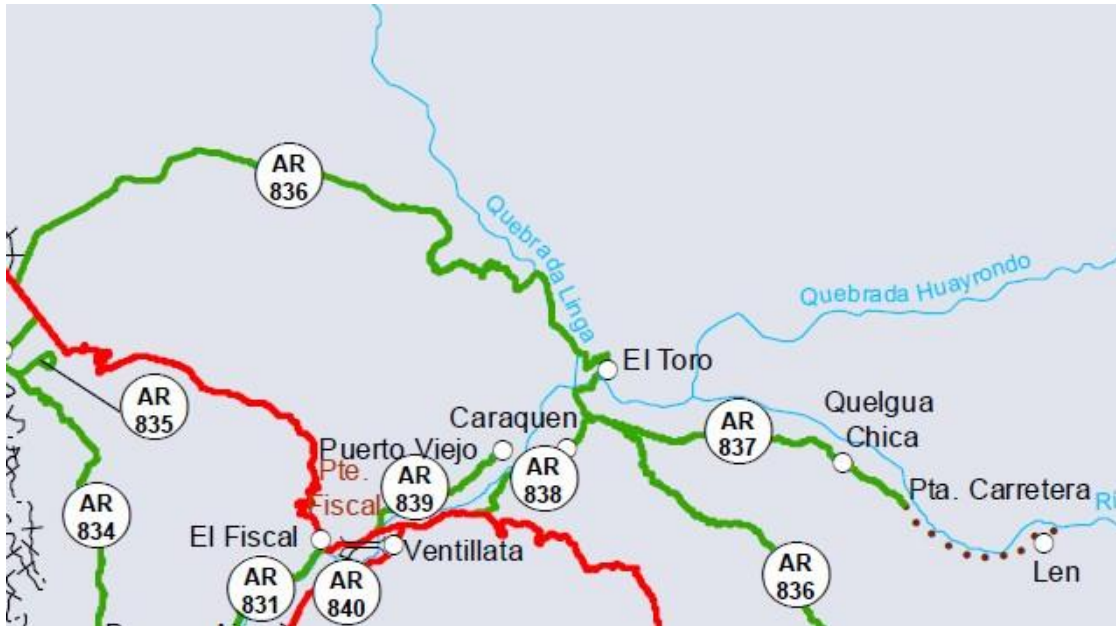 AR
836
Quebrada Linga
Quebrada Huayrondo
El Toro
AR
835
Caraquen
Quelgua
Chica
AR
837
Puerto Viejo
Pte.
Fiscal
AR
839
AR
838
Pta. Carretera
AR
834
El Fiscal
Ventillata
Len
AR
831
AR
840
AR
836